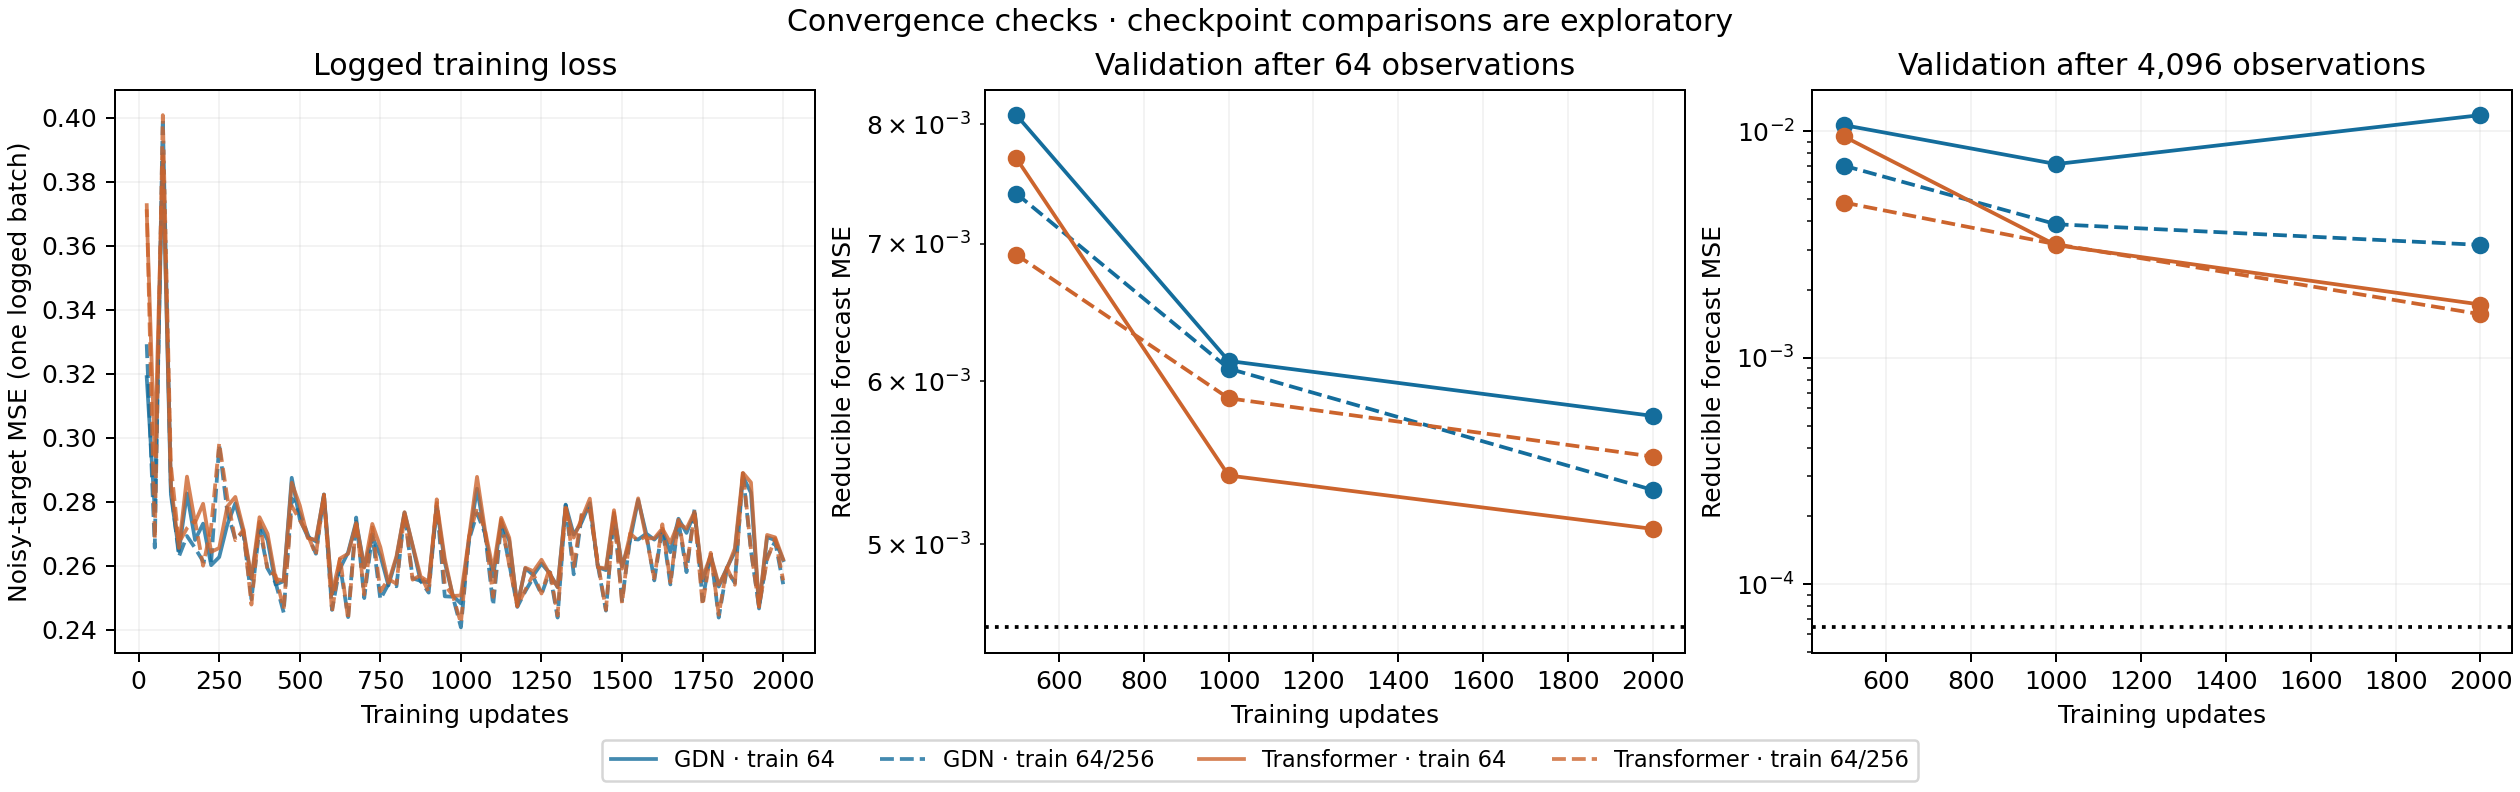 Convergence checks · checkpoint comparisons are exploratory
Logged training loss
Noisy-target MSE (one logged batch)
0.40
0.38
0.36
0.34
0.32
0.30
0.28
0.26
0.24
0 250 500 750 1000 1250 1500 1750 2000
Training updates
Validation after 64 observations
Reducible forecast MSE
8 × 10⁻³
7 × 10⁻³
6 × 10⁻³
5 × 10⁻³
600 800 1000 1200 1400 1600 1800 2000
Training updates
Validation after 4,096 observations
Reducible forecast MSE
10⁻²
10⁻³
10⁻⁴
600 800 1000 1200 1400 1600 1800 2000
Training updates
GDN · train 64 GDN · train 64/256 Transformer · train 64 Transformer · train 64/256